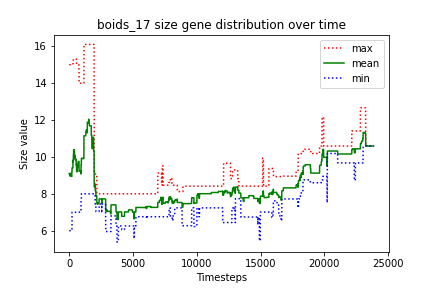 boids_17 size gene distribution over time
max
mean
min
Size value
16
14
12
10
8
6
0
5000
10000
15000
20000
25000
Timesteps